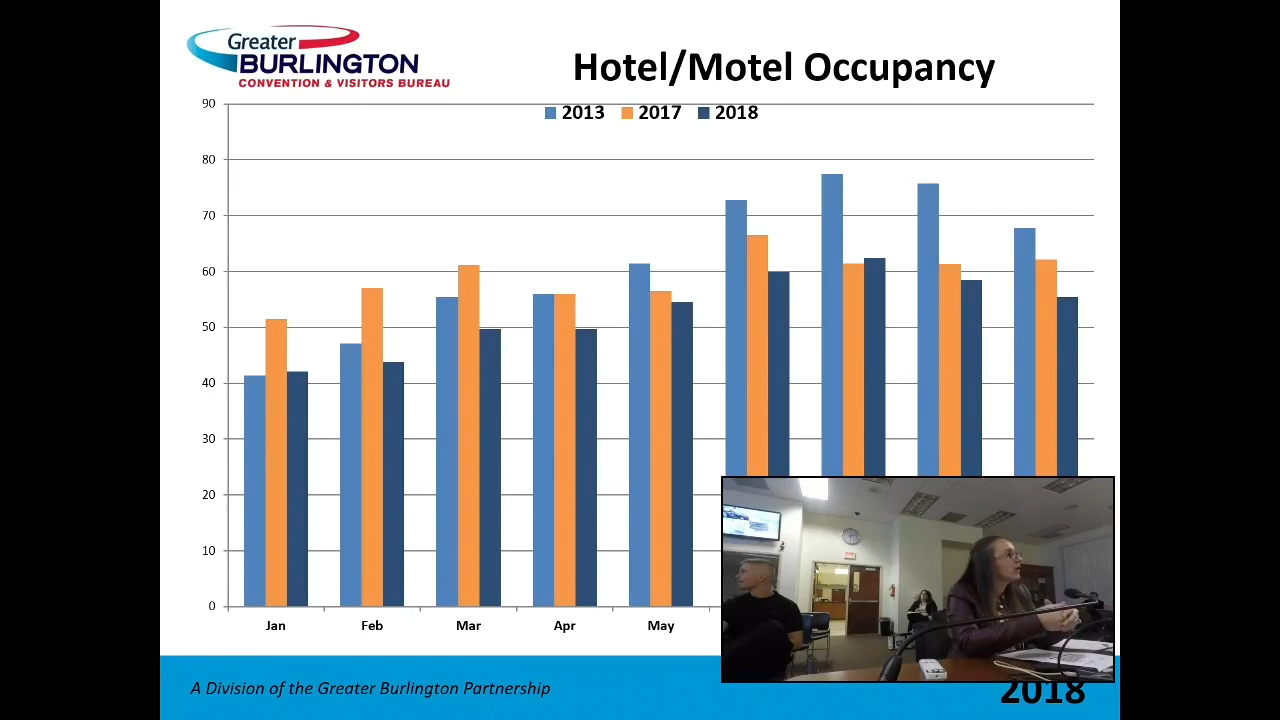 Greater
BURLINGTON
CONVENTION & VISITORS BUREAU
Hotel/Motel Occupancy
2013 2017 2018
90
80
70
60
50
40
30
20
10
0
Jan Feb Mar Apr May
A Division of the Greater Burlington Partnership
2018